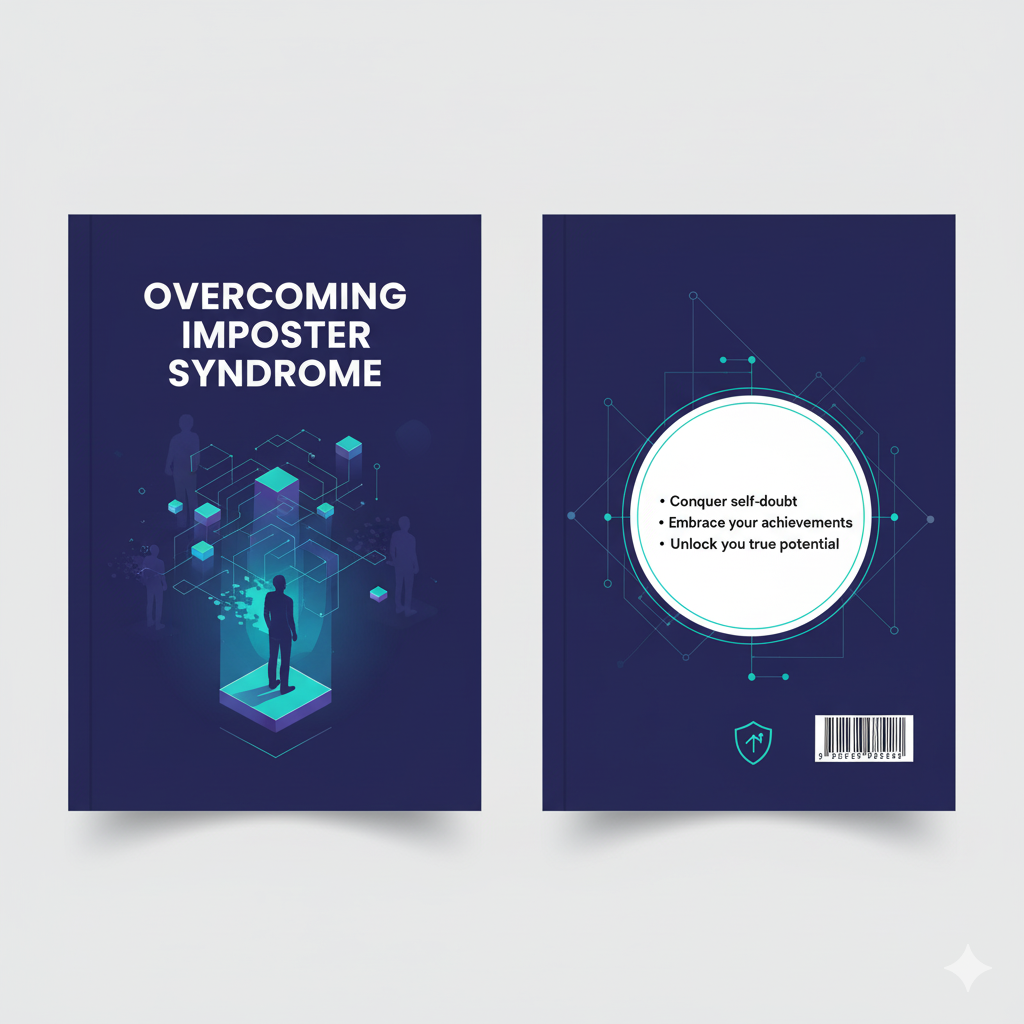 OVERCOMING
IMPOSTER
SYNDROME
• Conquer self-doubt
• Embrace your achievements
• Unlock you true potential